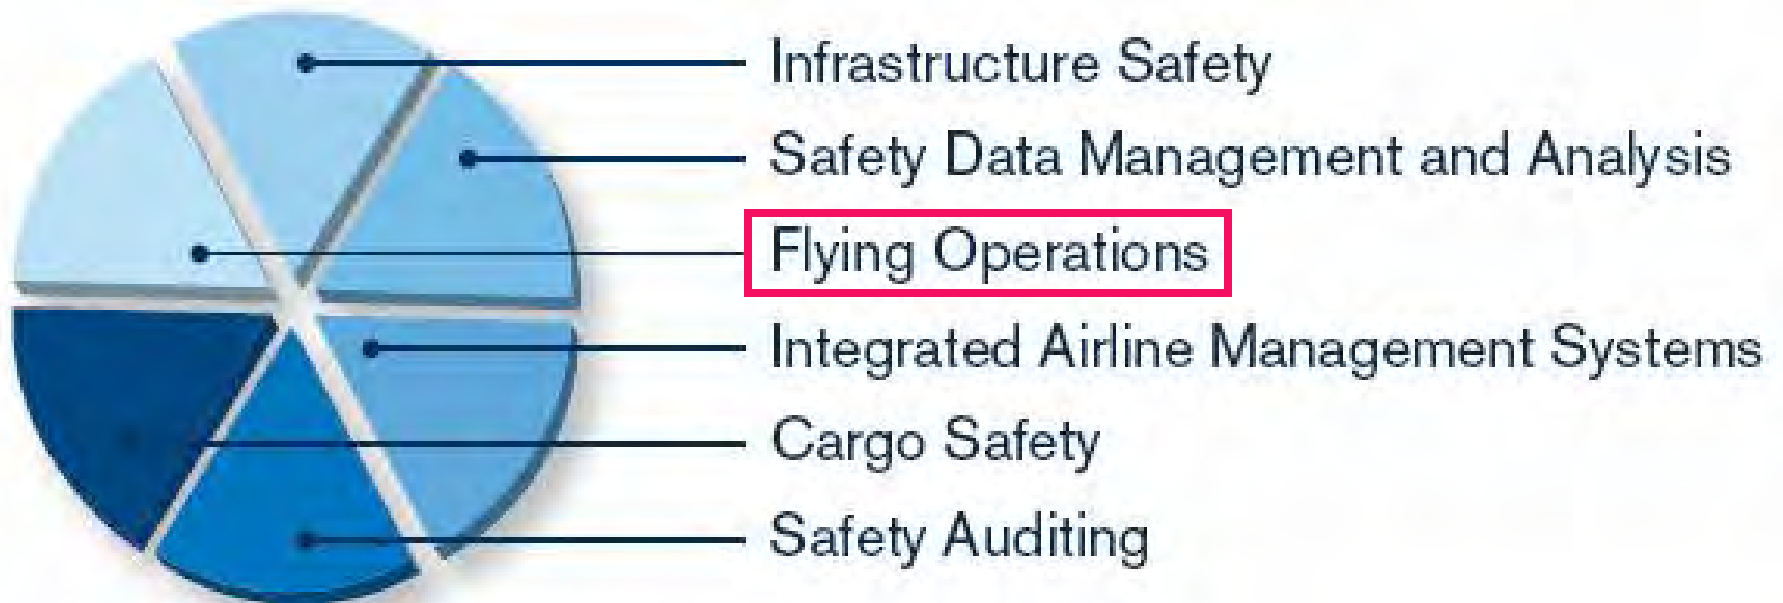 Infrastructure Safety
Safety Data Management and Analysis
Flying Operations
Integrated Airline Management Systems
Cargo Safety
Safety Auditing